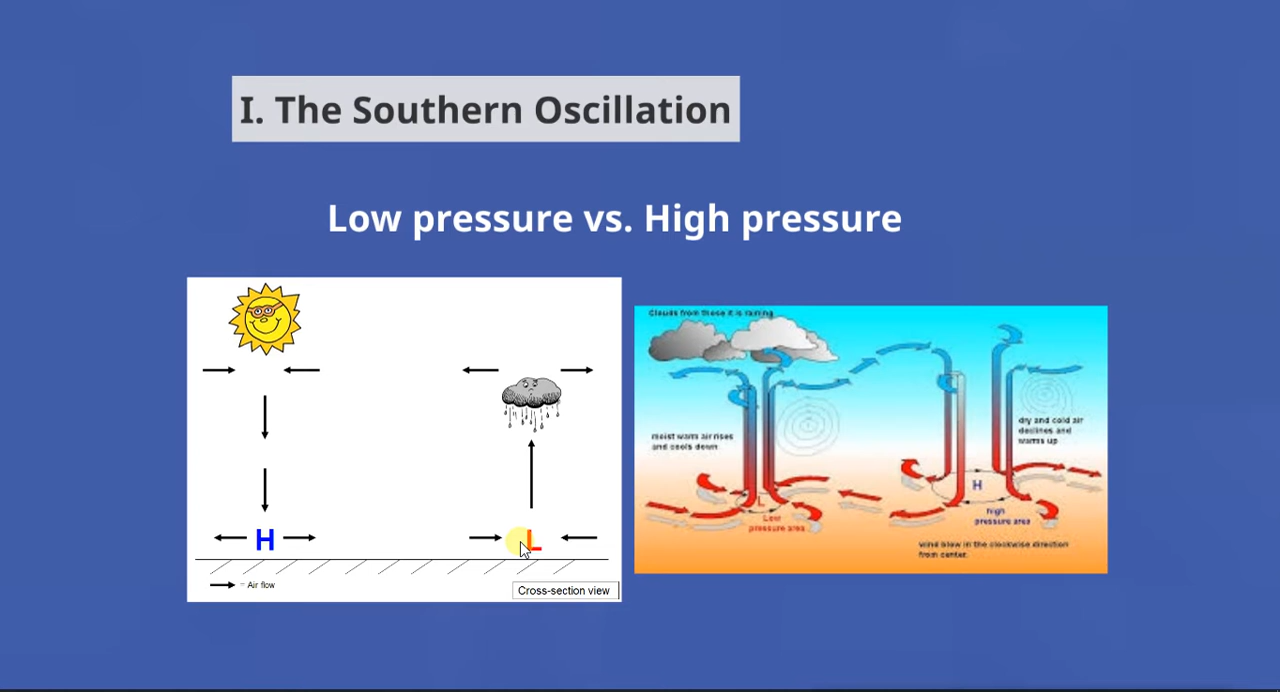 I. The Southern Oscillation
Low pressure vs. High pressure
H
L
= Air flow
Cross-section view
Clouds from those it is raining
moist warm air rises
and cools down
dry and cold air
declines and
warms up
L
Low
pressure area
H
high
pressure area
wind blow in the clockwise direction
from center.